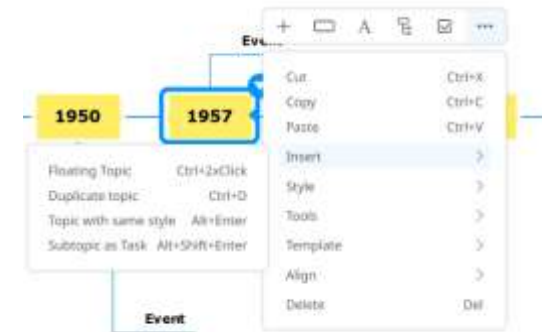 Event
A
Cut Ctrl+X
Copy Ctrl+C
Paste Ctrl+V
1950
1957
Insert
Floating Topic Ctrl+2xClick
Duplicate topic Ctrl+D
Topic with same style Alt+Enter
Subtopic as Task Alt+Shift+Enter
Style
Tools
Template
Align
Delete Del
Event